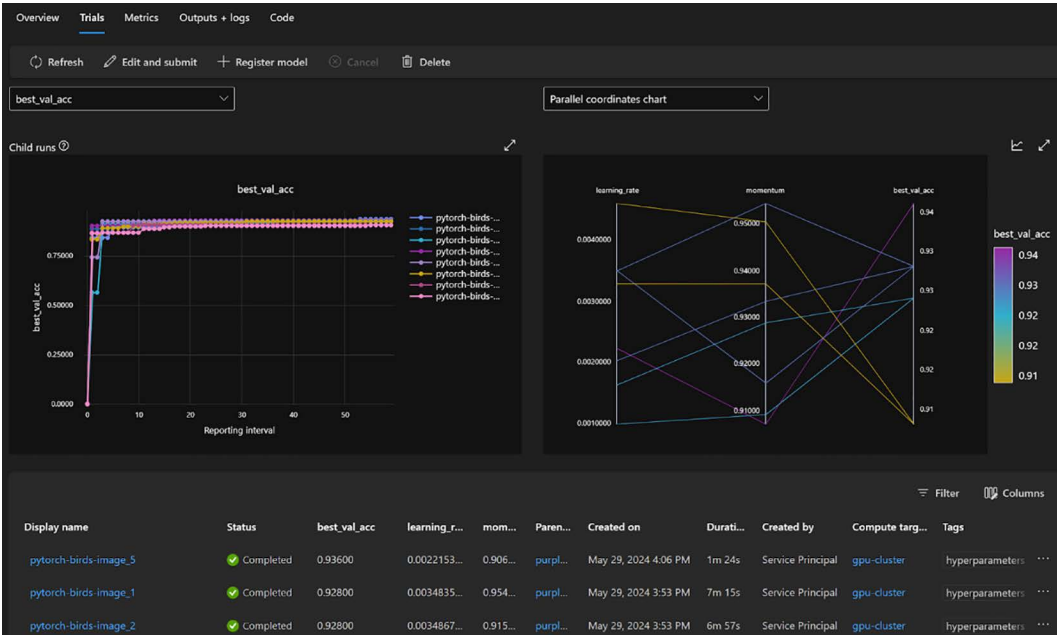 Overview Trials Metrics Outputs + logs Code
Refresh Edit and submit Register model Cancel Delete
best_val_acc Parallel coordinates chart
Child runs
best_val_acc
best_val_acc
0.75000
0.50000
0.25000
0.0000
0 10 20 30 40 50
Reporting interval
pytorch-birds-...
pytorch-birds-...
pytorch-birds-...
pytorch-birds-...
pytorch-birds-...
pytorch-birds-...
pytorch-birds-...
pytorch-birds-...
learning_rate momentum best_val_acc
0.0040000
0.0030000
0.0020000
0.0010000
0.95000
0.94000
0.93000
0.92000
0.91000
0.94
0.93
0.93
0.92
0.92
0.91
best_val_acc
0.94
0.93
0.92
0.92
0.91
Filter Columns
Display name Status best_val_acc learning_r... mom... Paren... Created on Durati... Created by Compute targ... Tags
pytorch-birds-image_5 Completed 0.93600 0.0022153... 0.906... purpl... May 29, 2024 4:06 PM 1m 24s Service Principal gpu-cluster hyperparameters ...
pytorch-birds-image_1 Completed 0.92800 0.0034835... 0.954... purpl... May 29, 2024 3:53 PM 7m 15s Service Principal gpu-cluster hyperparameters ...
pytorch-birds-image_2 Completed 0.92800 0.0034867... 0.915... purpl... May 29, 2024 3:53 PM 6m 57s Service Principal gpu-cluster hyperparameters ...